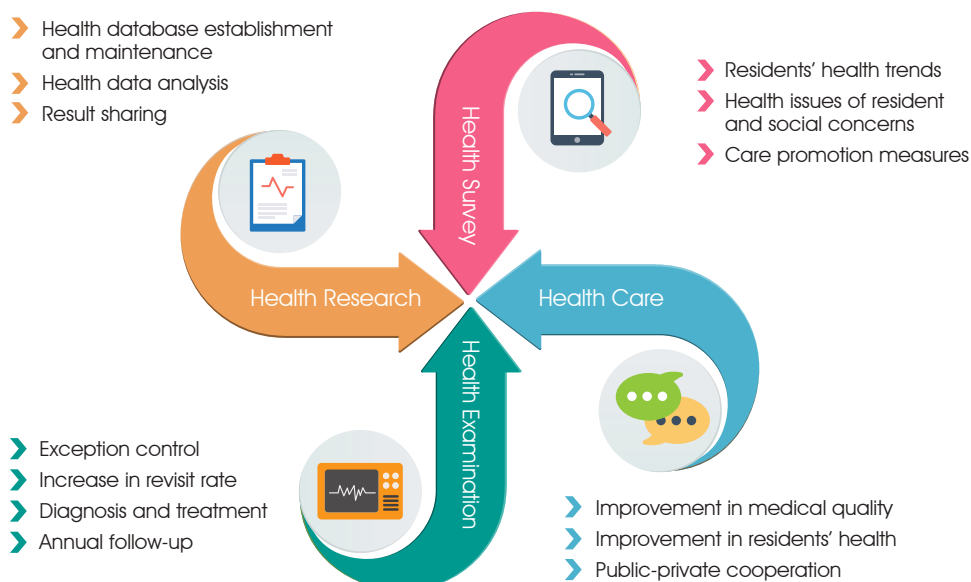 Health database establishment
and maintenance
Health data analysis
Result sharing
Health Survey
Residents' health trends
Health issues of resident
and social concerns
Care promotion measures
Health Research
Health Care
Health Examination
Exception control
Increase in revisit rate
Diagnosis and treatment
Annual follow-up
Improvement in medical quality
Improvement in residents' health
Public-private cooperation